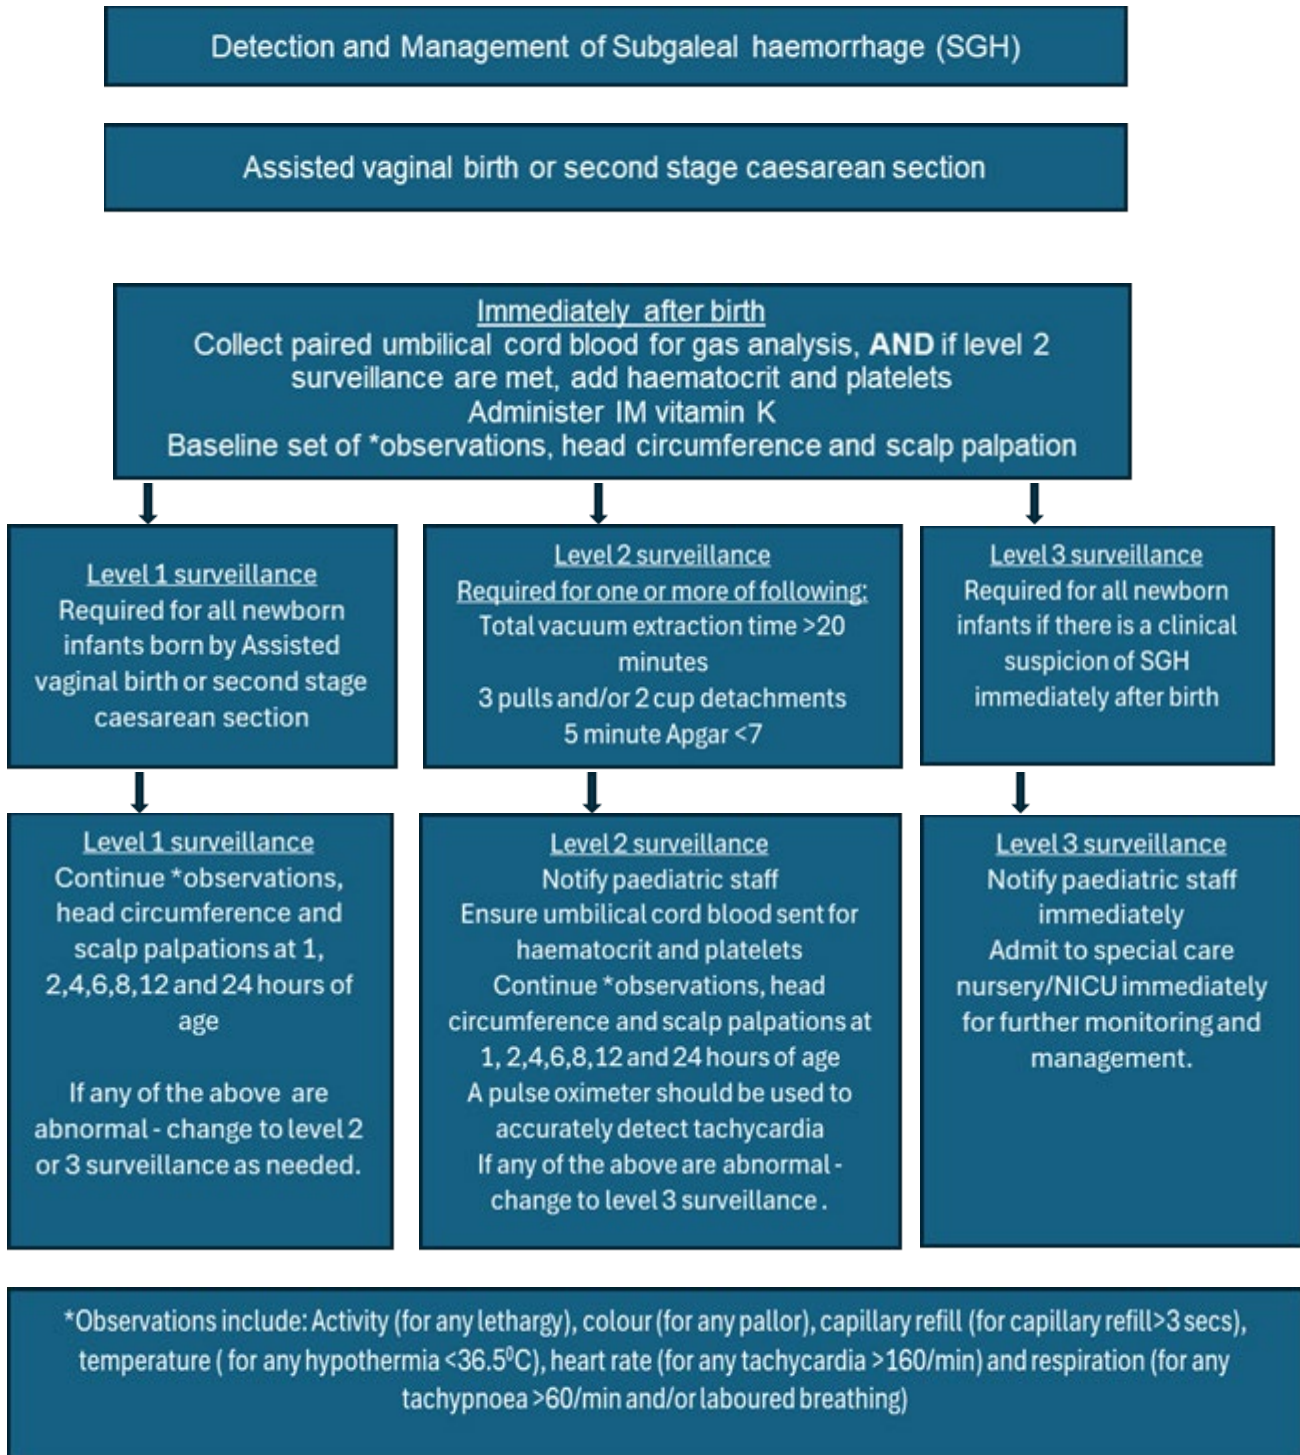 Detection and Management of Subgaleal haemorrhage (SGH)
Assisted vaginal birth or second stage caesarean section
Immediately after birth
Collect paired umbilical cord blood for gas analysis, AND if level 2
surveillance are met, add haematocrit and platelets
Administer IM vitamin K
Baseline set of *observations, head circumference and scalp palpation
Level 1 surveillance
Required for all newborn
infants born by Assisted
vaginal birth or second stage
caesarean section
Level 2 surveillance
Required for one or more of following:
Total vacuum extraction time >20
minutes
3 pulls and/or 2 cup detachments
5 minute Apgar <7
Level 3 surveillance
Required for all newborn
infants if there is a clinical
suspicion of SGH
immediately after birth
Level 1 surveillance
Continue *observations,
head circumference and
scalp palpations at 1,
2,4,6,8,12 and 24 hours of
age
If any of the above are
abnormal - change to level 2
or 3 surveillance as needed.
Level 2 surveillance
Notify paediatric staff
Ensure umbilical cord blood sent for
haematocrit and platelets
Continue *observations, head
circumference and scalp palpations at
1, 2,4,6,8,12 and 24 hours of age
A pulse oximeter should be used to
accurately detect tachycardia
If any of the above are abnormal -
change to level 3 surveillance .
Level 3 surveillance
Notify paediatric staff
immediately
Admit to special care
nursery/NICU immediately
for further monitoring and
management.
*Observations include: Activity (for any lethargy), colour (for any pallor), capillary refill (for capillary refill>3 secs),
temperature ( for any hypothermia <36.5⁰C), heart rate (for any tachycardia >160/min) and respiration (for any
tachypnoea >60/min and/or laboured breathing)